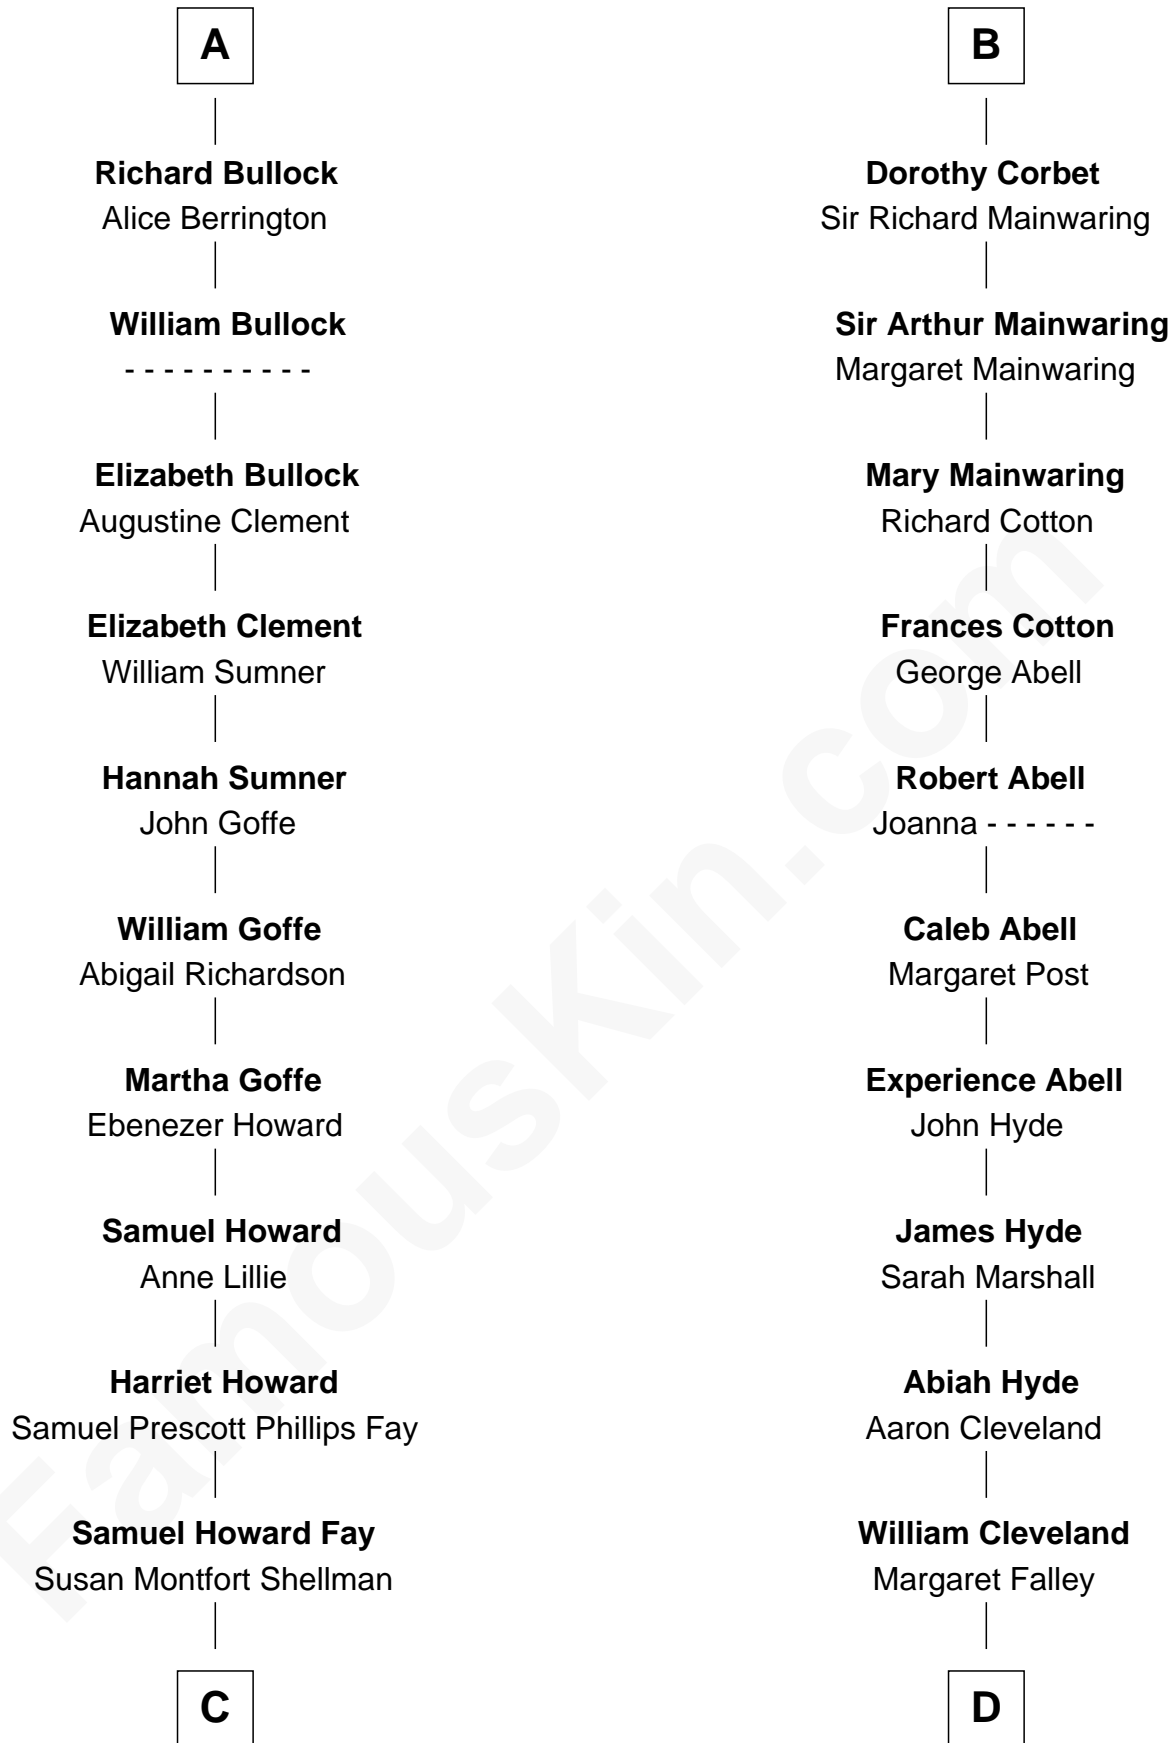 A
Richard Bullock
Alice Berrington
William Bullock
- - - - - - - - - -
Elizabeth Bullock
Augustine Clement
Elizabeth Clement
William Sumner
Hannah Sumner
John Goffe
William Goffe
Abigail Richardson
Martha Goffe
Ebenezer Howard
Samuel Howard
Anne Lillie
Harriet Howard
Samuel Prescott Phillips Fay
Samuel Howard Fay
Susan Montfort Shellman
C
B
Dorothy Corbet
Sir Richard Mainwaring
Sir Arthur Mainwaring
Margaret Mainwaring
Mary Mainwaring
Richard Cotton
Frances Cotton
George Abell
Robert Abell
Joanna - - - - - -
Caleb Abell
Margaret Post
Experience Abell
John Hyde
James Hyde
Sarah Marshall
Abiah Hyde
Aaron Cleveland
William Cleveland
Margaret Falley
D
FamousKin.com